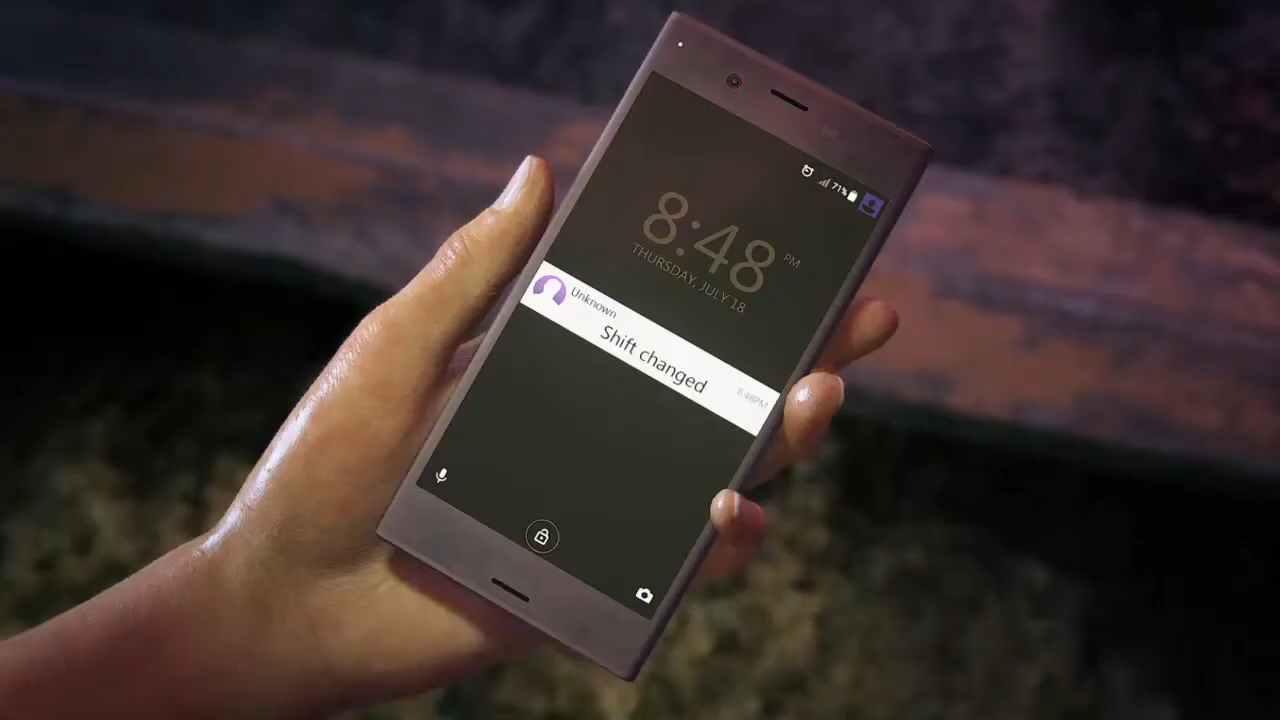 71%
8:48 PM
THURSDAY, JULY 18
Unknown
Shift changed
8:48PM